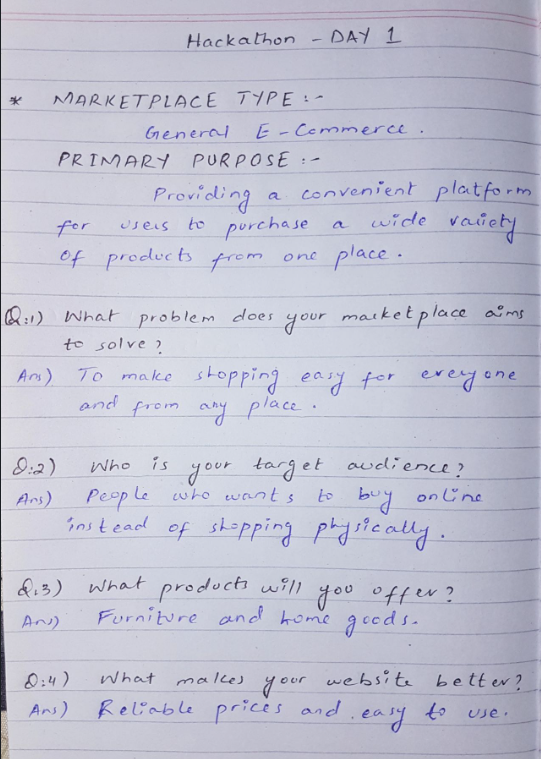 Hackathon - DAY 1
* MARKETPLACE TYPE :-
General E-Commerce.
PRIMARY PURPOSE :-
Providing a convenient platform
for users to purchase a wide variety
of products from one place.
Q:1) What problem does your marketplace aims
to solve?
Ans) To make shopping easy for everyone
and from any place.
Q:2) Who is your target audience?
Ans) People who wants to buy online
instead of shopping physically.
Q.3) What products will you offer?
Ans) Furniture and home goods.
Q:4) What makes your website better?
Ans) Reliable prices and easy to use.